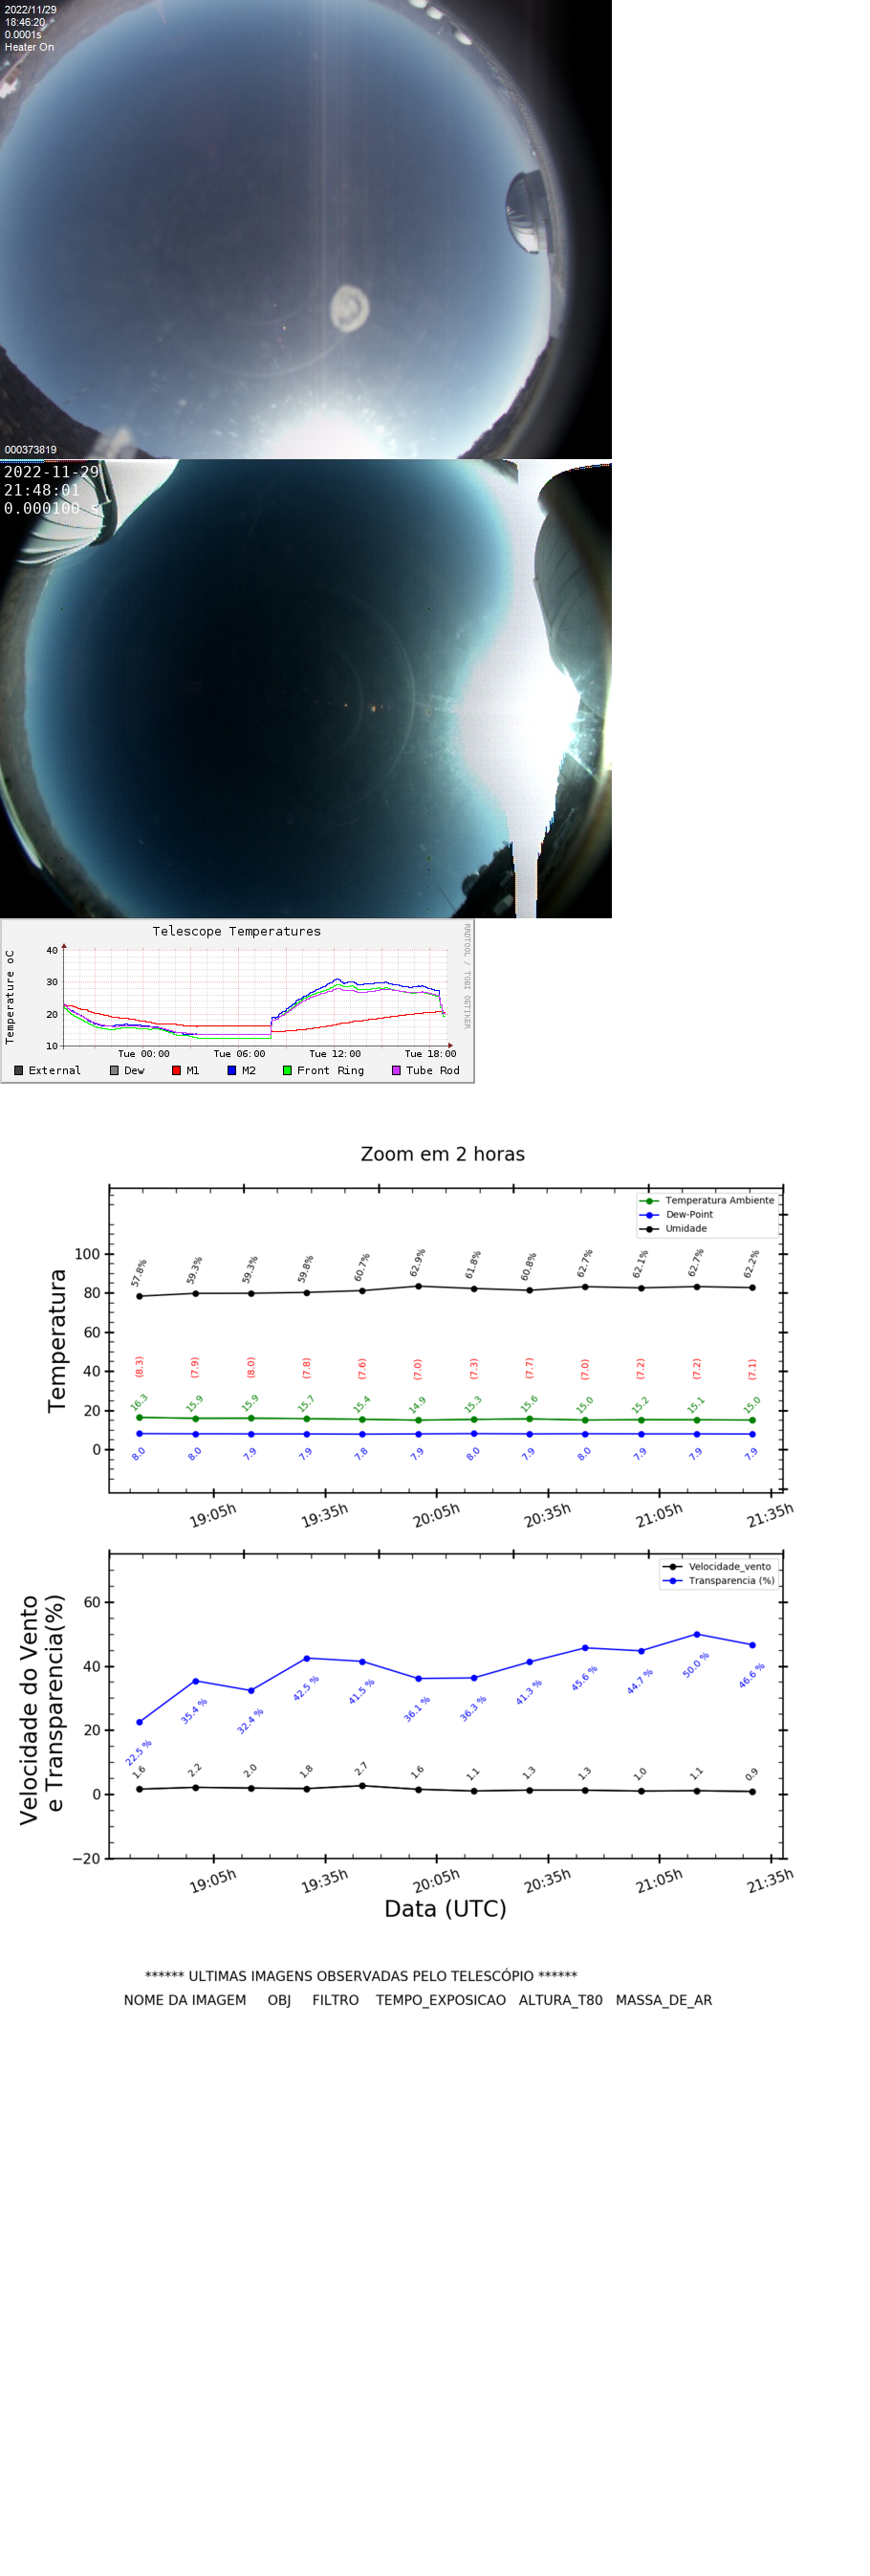 2022/11/29
18:46:20
0.0001s
Heater On
000373819
2022-11-29
21:48:01
0.000100 s
Telescope Temperatures
RRDTOOL / TOBI OETIKER
Temperature oC
40
30
20
10
Tue 00:00 Tue 06:00 Tue 12:00 Tue 18:00
External Dew M1 M2 Front Ring Tube Rod
Zoom em 2 horas
Temperatura Ambiente
Dew-Point
Umidade
Temperatura
100
80
60
40
20
0
57.8% 59.3% 59.3% 59.8% 60.7% 62.9% 61.8% 60.8% 62.7% 62.1% 62.7% 62.2%
(8.3) (7.9) (8.0) (7.8) (7.6) (7.0) (7.3) (7.7) (7.0) (7.2) (7.2) (7.1)
16.3 15.9 15.9 15.7 15.4 14.9 15.3 15.6 15.0 15.2 15.1 15.0
8.0 8.0 7.9 7.9 7.8 7.9 8.0 7.9 8.0 7.9 7.9 7.9
19:05h 19:35h 20:05h 20:35h 21:05h 21:35h
Velocidade_vento
Transparencia (%)
Velocidade do Vento
e Transparencia(%)
60
40
20
0
−20
22.5 % 35.4 % 32.4 % 42.5 % 41.5 % 36.1 % 36.3 % 41.3 % 45.6 % 44.7 % 50.0 % 46.6 %
1.6 2.2 2.0 1.8 2.7 1.6 1.1 1.3 1.3 1.0 1.1 0.9
19:05h 19:35h 20:05h 20:35h 21:05h 21:35h
Data (UTC)
****** ULTIMAS IMAGENS OBSERVADAS PELO TELESCÓPIO ******
NOME DA IMAGEM OBJ FILTRO TEMPO_EXPOSICAO ALTURA_T80 MASSA_DE_AR